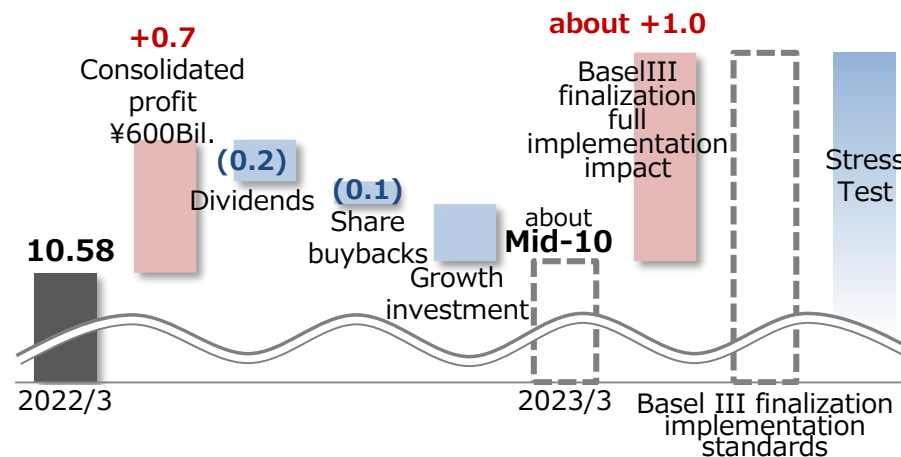 +0.7
Consolidated
profit
¥600Bil.
(0.2)
Dividends
(0.1)
Share
buybacks
Growth
investment
about
Mid-10
about +1.0
BaselIII
finalization
full
implementation
impact
Stress
Test
10.58
2022/3
2023/3
Basel III finalization
implementation
standards